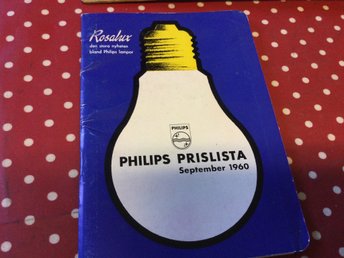 Rosalux
den stora nyheten
bland Philips lampor
PHILIPS
PHILIPS PRISLISTA
September 1960